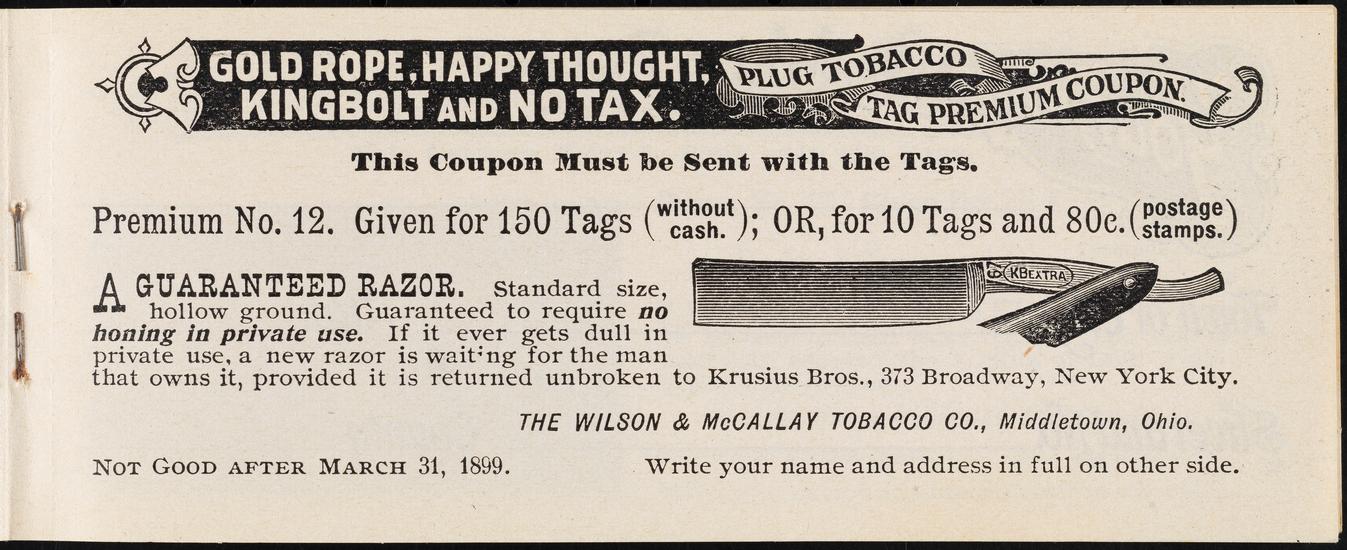 GOLD ROPE, HAPPY THOUGHT,
KINGBOLT AND NO TAX.
PLUG TOBACCO
TAG PREMIUM COUPON.
This Coupon Must be Sent with the Tags.
Premium No. 12. Given for 150 Tags (without cash.); OR, for 10 Tags and 80c. (postage stamps.)
A GUARANTEED RAZOR. Standard size,
hollow ground. Guaranteed to require no
honing in private use. If it ever gets dull in
private use, a new razor is waiting for the man
that owns it, provided it is returned unbroken to Krusius Bros., 373 Broadway, New York City.
KB EXTRA
THE WILSON & McCALLAY TOBACCO CO., Middletown, Ohio.
NOT GOOD AFTER MARCH 31, 1899.
Write your name and address in full on other side.